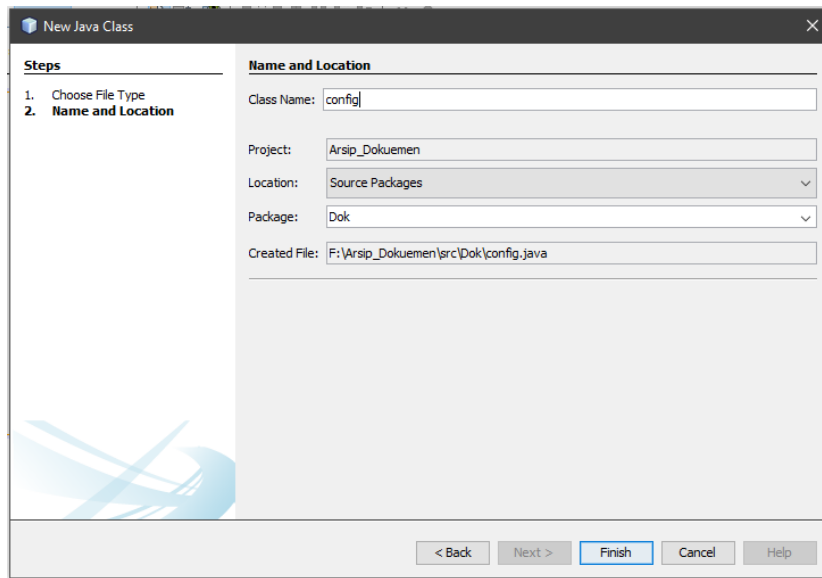 New Java Class
Steps
1. Choose File Type
2. Name and Location
Name and Location
Class Name: config
Project: Arsip_Dokuemen
Location: Source Packages
Package: Dok
Created File: F:\Arsip_Dokuemen\src\Dok\config.java
< Back Next > Finish Cancel Help